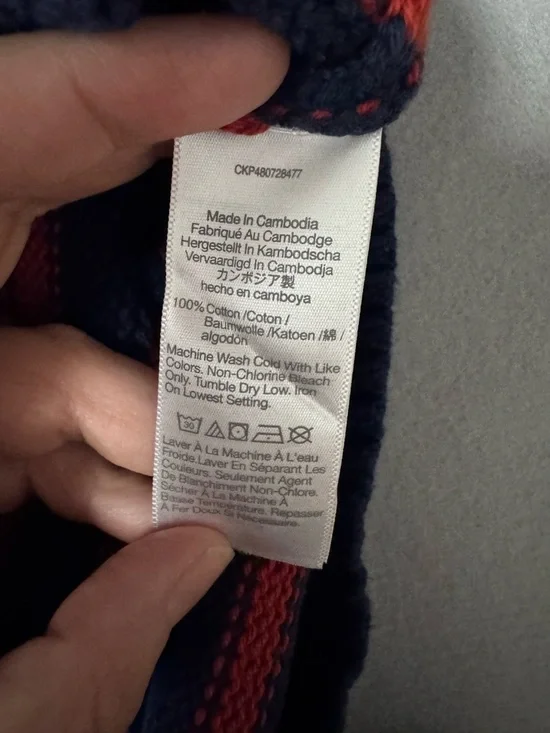 CKP480728477
Made In Cambodia
Fabriqué Au Cambodge
Hergestellt In Kambodscha
Vervaardigd In Cambodja
カンボジア製
hecho en camboya
100% Cotton /Coton /
Baumwolle /Katoen /綿 /
algodón
Machine Wash Cold With Like
Colors. Non-Chlorine Bleach
Only. Tumble Dry Low. Iron
On Lowest Setting.
30
Laver À La Machine À L'eau
Froide.Laver En Séparant Les
Couleurs. Seulement Agent
De Blanchiment Non-Chlore.
Sécher À La Machine À
Basse Température. Repasser
À Fer Doux Si Nécessaire.